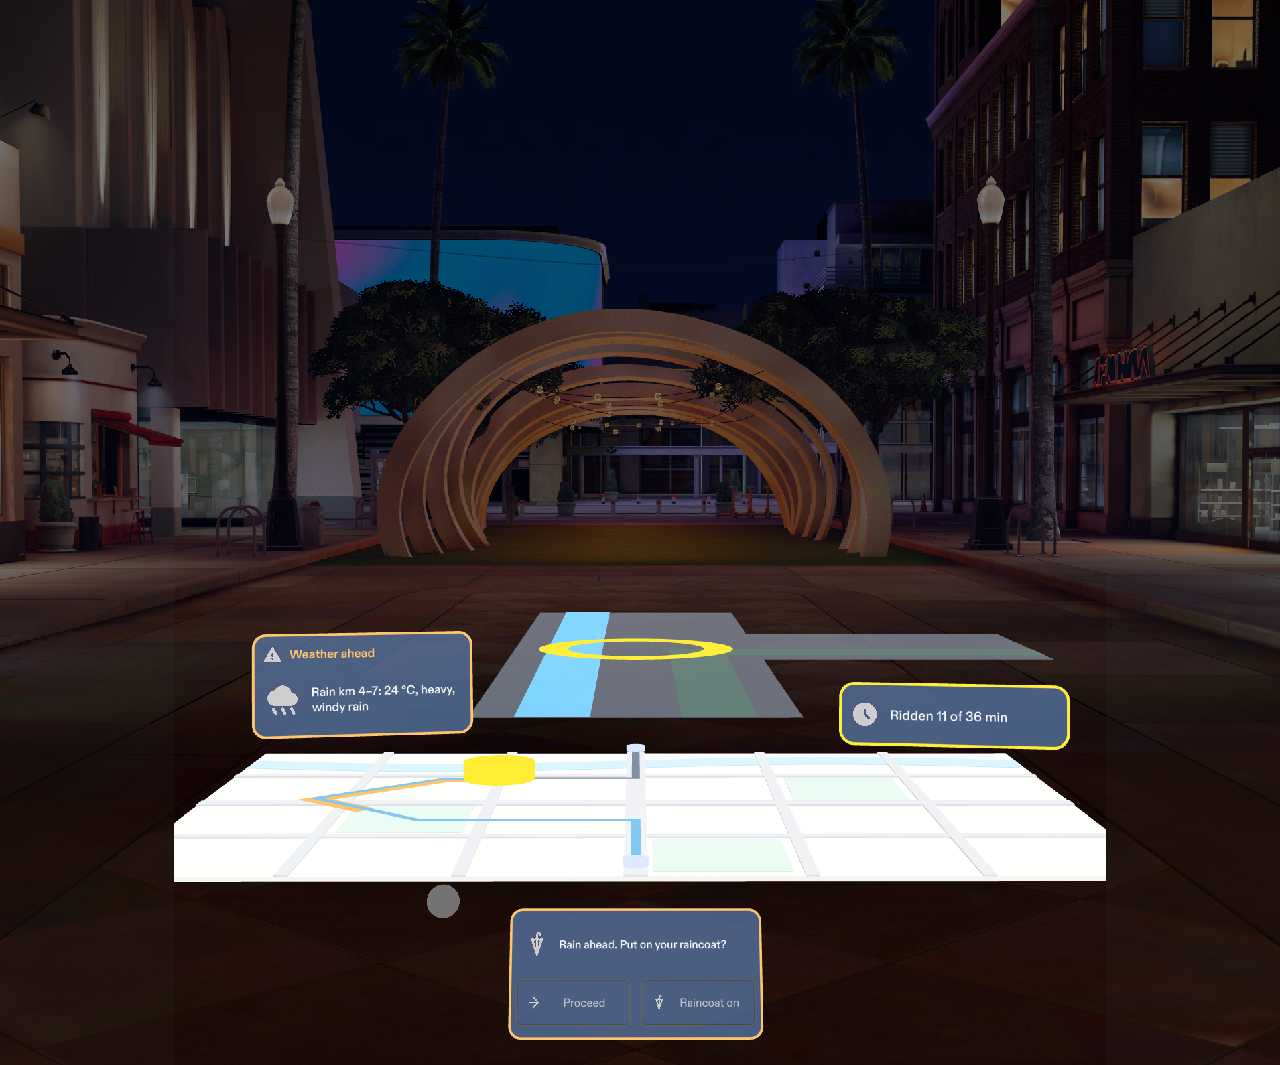 Weather ahead
Rain km 4–7: 24 °C, heavy,
windy rain
Ridden 11 of 36 min
Rain ahead. Put on your raincoat?
Proceed
Raincoat on